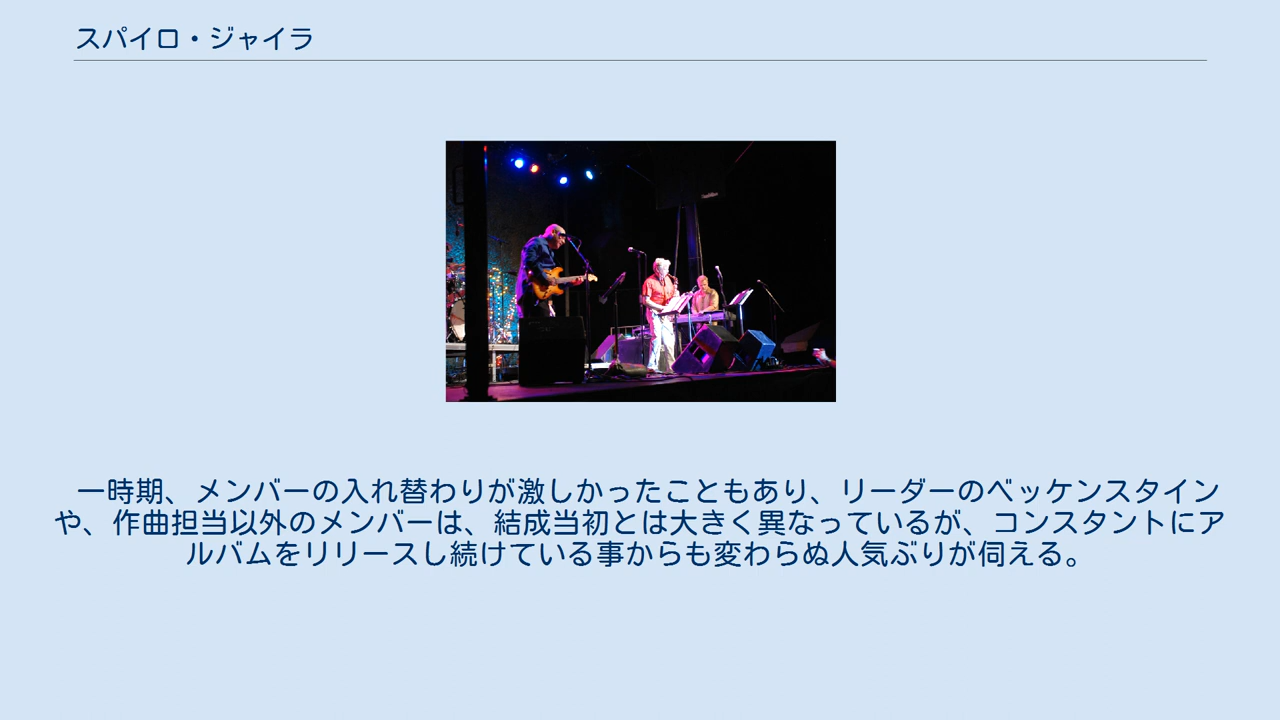 スパイロ・ジャイラ
一時期、メンバーの入れ替わりが激しかったこともあり、リーダーのベッケンスタイン
や、作曲担当以外のメンバーは、結成当初とは大きく異なっているが、コンスタントにア
ルバムをリリースし続けている事からも変わらぬ人気ぶりが伺える。